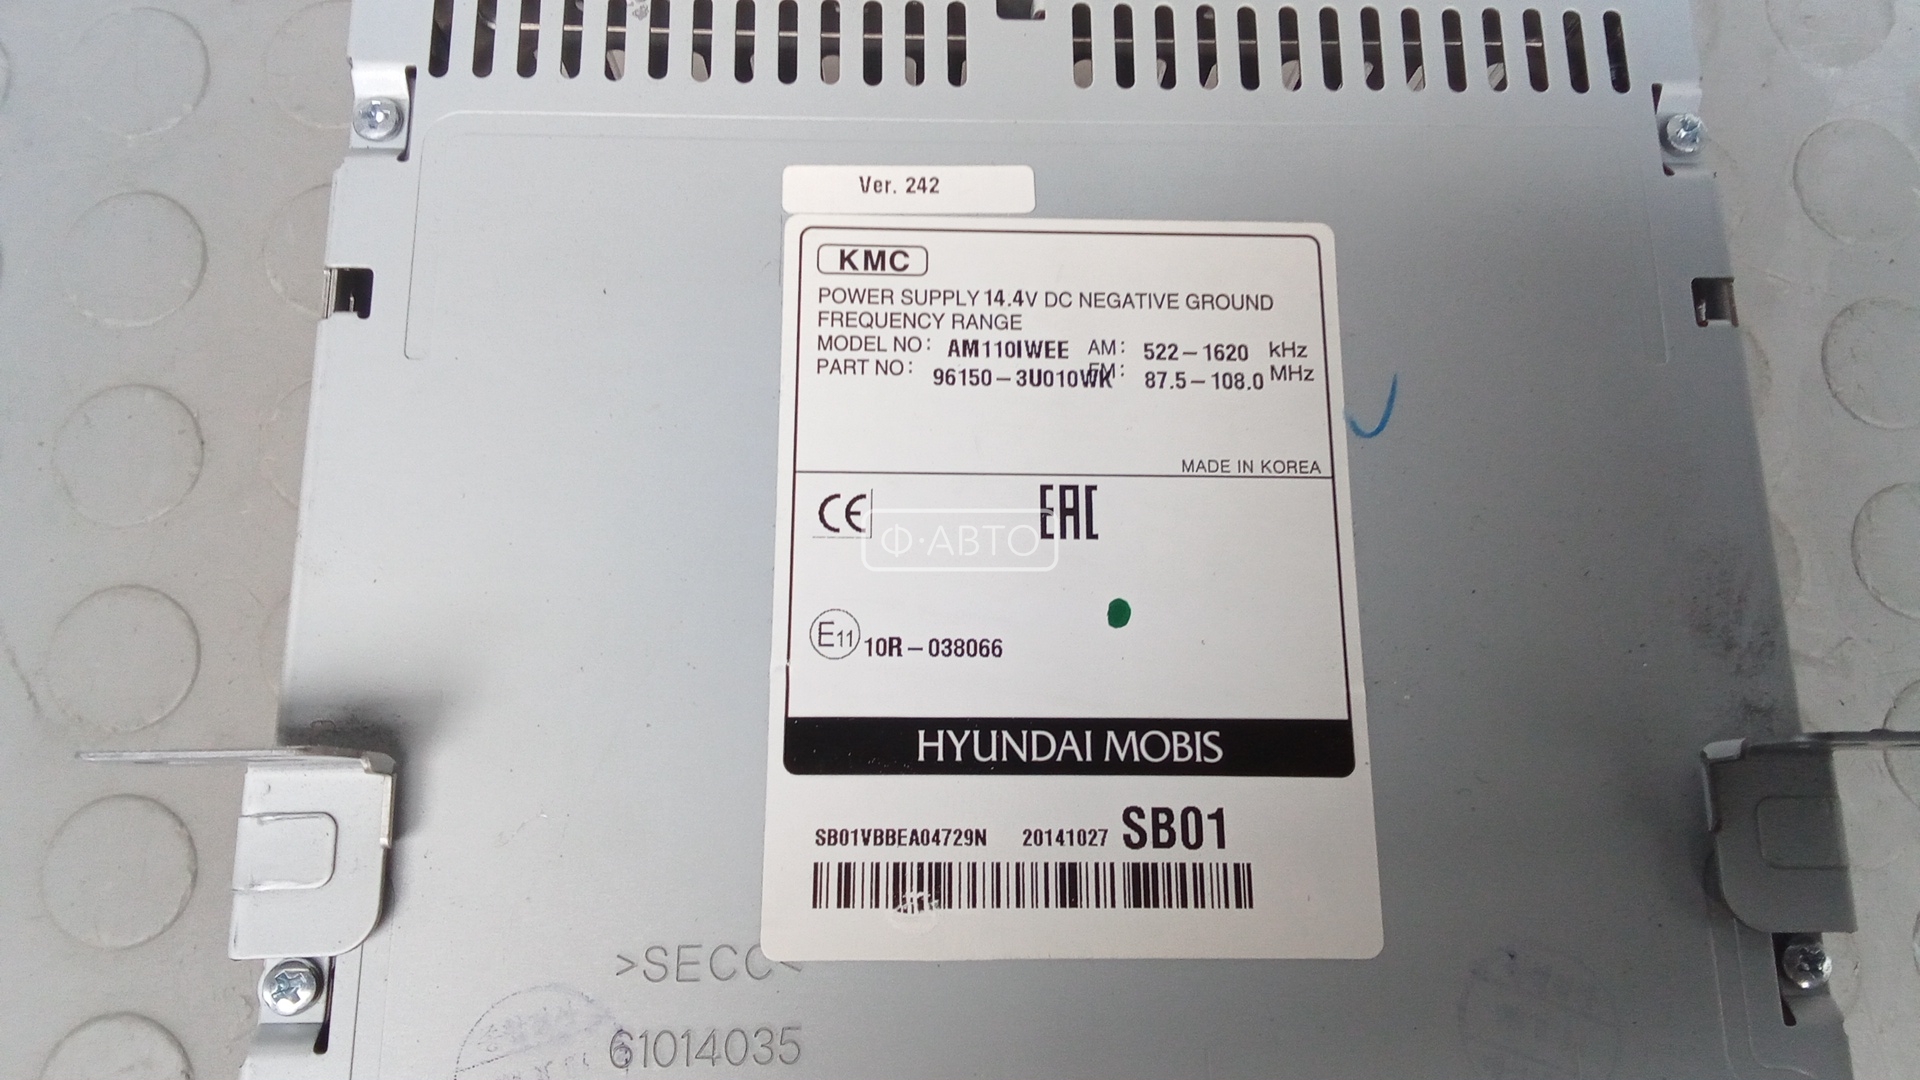 Ver. 242
KMC
POWER SUPPLY 14.4V DC NEGATIVE GROUND
FREQUENCY RANGE
MODEL NO: AM110IWEE AM: 522-1620 kHz
PART NO: 96150-3U010WK FM: 87.5-108.0 MHz
MADE IN KOREA
CE EAC
Ф·АВТО
E11 10R-038066
HYUNDAI MOBIS
SB01VBBEA04729N 20141027 SB01
>SECC<
61014035